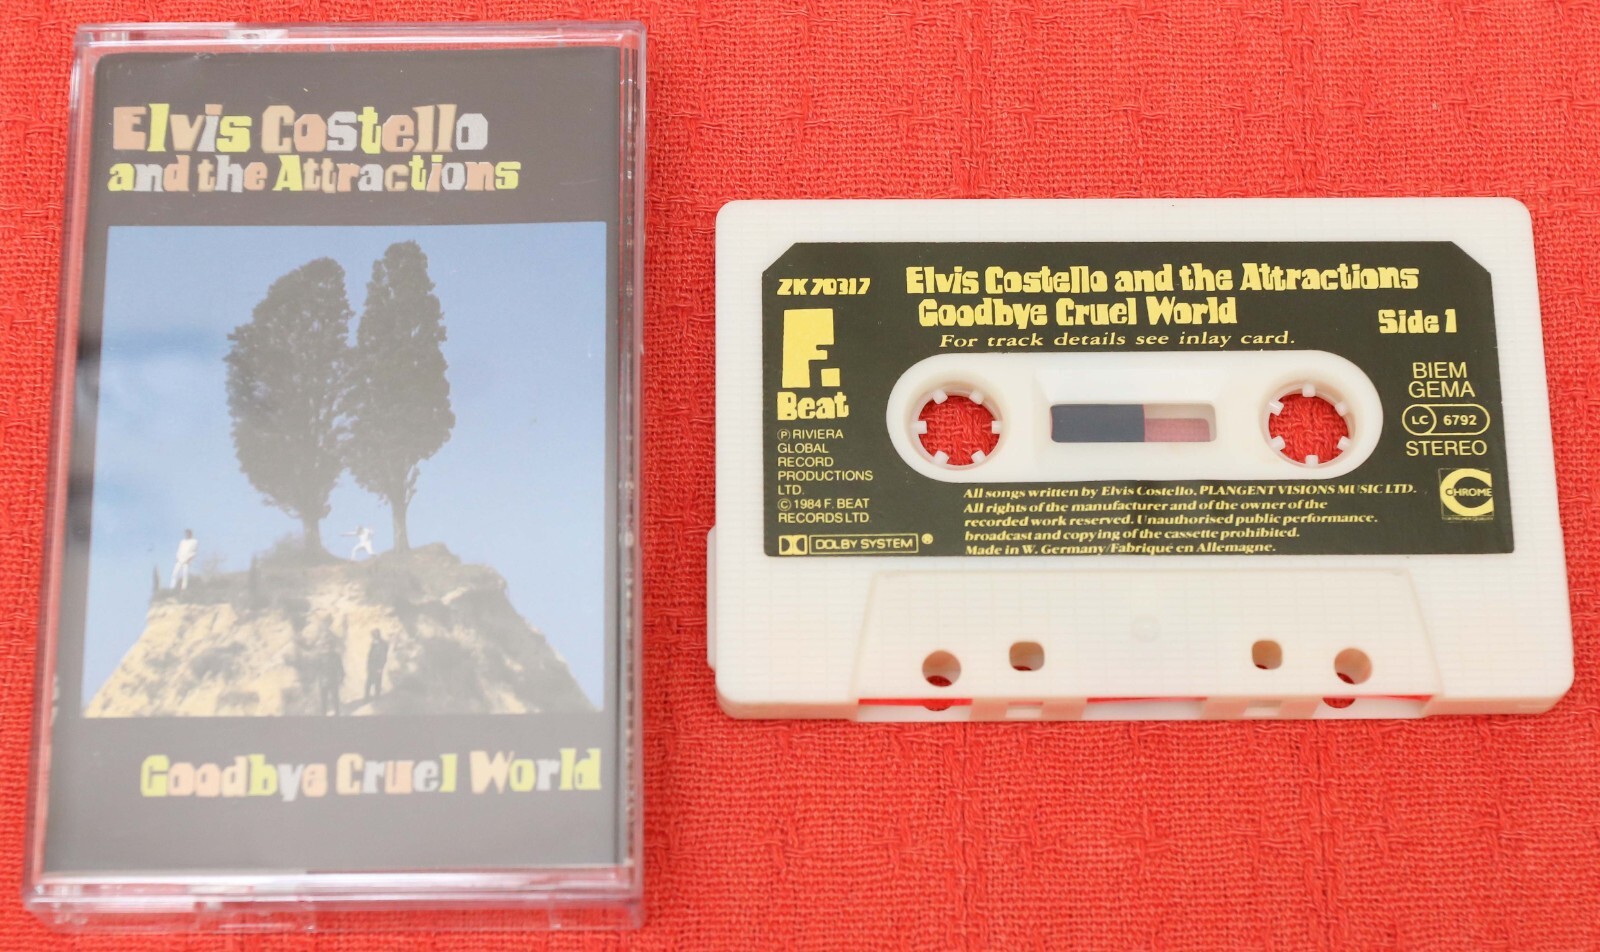 Elvis Costello
and the Attractions
Goodbye Cruel World
ZK 70317
Elvis Costello and the Attractions
Goodbye Cruel World
For track details see inlay card.
Side 1
F.
Beat
℗ RIVIERA
GLOBAL
RECORD
PRODUCTIONS
LTD.
© 1984 F. BEAT
RECORDS LTD
DOLBY SYSTEM ®
BIEM
GEMA
LC 6792
STEREO
CHROME
All songs written by Elvis Costello. PLANGENT VISIONS MUSIC LTD.
All rights of the manufacturer and of the owner of the
recorded work reserved. Unauthorised public performance,
broadcast and copying of the cassette prohibited.
Made in W. Germany/Fabrique en Allemagne.